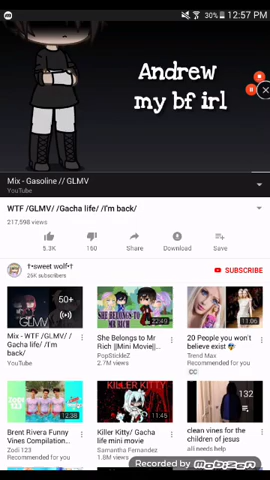 30% 12:57 PM
Andrew
my bf irl
Mix - Gasoline // GLMV
YouTube
WTF /GLMV/ /Gacha life/ /I'm back/
217,598 views
5.3K
160
Share
Download
Save
†•sweet wolf•†
25K subscribers
SUBSCRIBE
50+
GLMV
Mix - WTF /GLMV/ /
Gacha life/ /I'm
back/
YouTube
SHE
BELONGS TO
MR RICH
22:49
She Belongs to Mr
Rich ||Mini Movie||...
PopStickleZ
2.7M views
11:06
20 People you won't
believe exist 😨
Trend Max
Recommended for you
CC
12:38
Brent Rivera Funny
Vines Compilation...
Zodi 123
Recommended for you
KILLER KITTY
11:45
Killer Kitty/ Gacha
life mini movie
Samantha Fernandez
1.8M views
132
clean vines for the
children of jesus
alli.needs.help
Recorded by mobizen